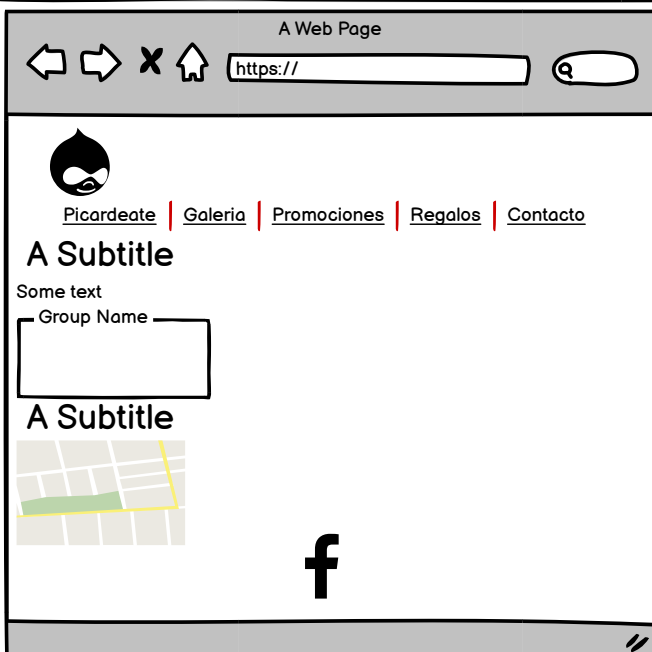 A Web Page
https://
Picardeate Galeria Promociones Regalos Contacto
A Subtitle
Some text
Group Name
A Subtitle